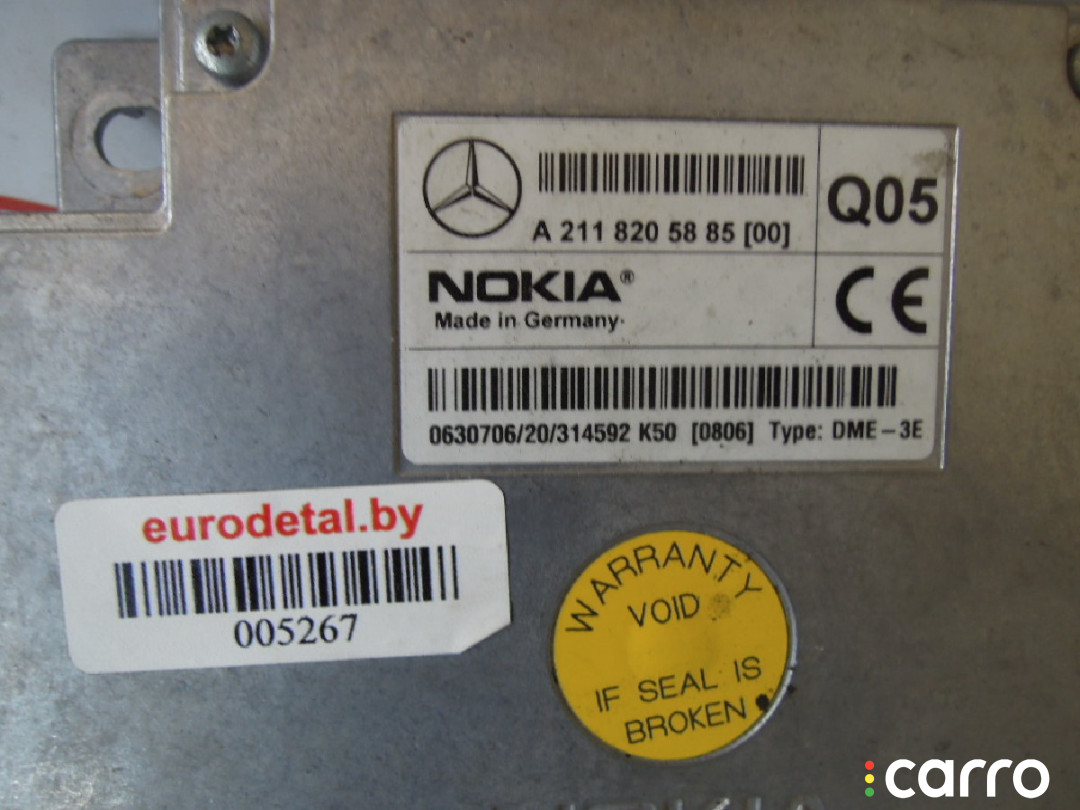 A 211 820 58 85 [00]
Q05
NOKIA®
Made in Germany
CE
0630706/20/314592 K50 [0806] Type: DME-3E
eurodetal.by
005267
WARRANTY
VOID
IF SEAL IS
BROKEN
carro